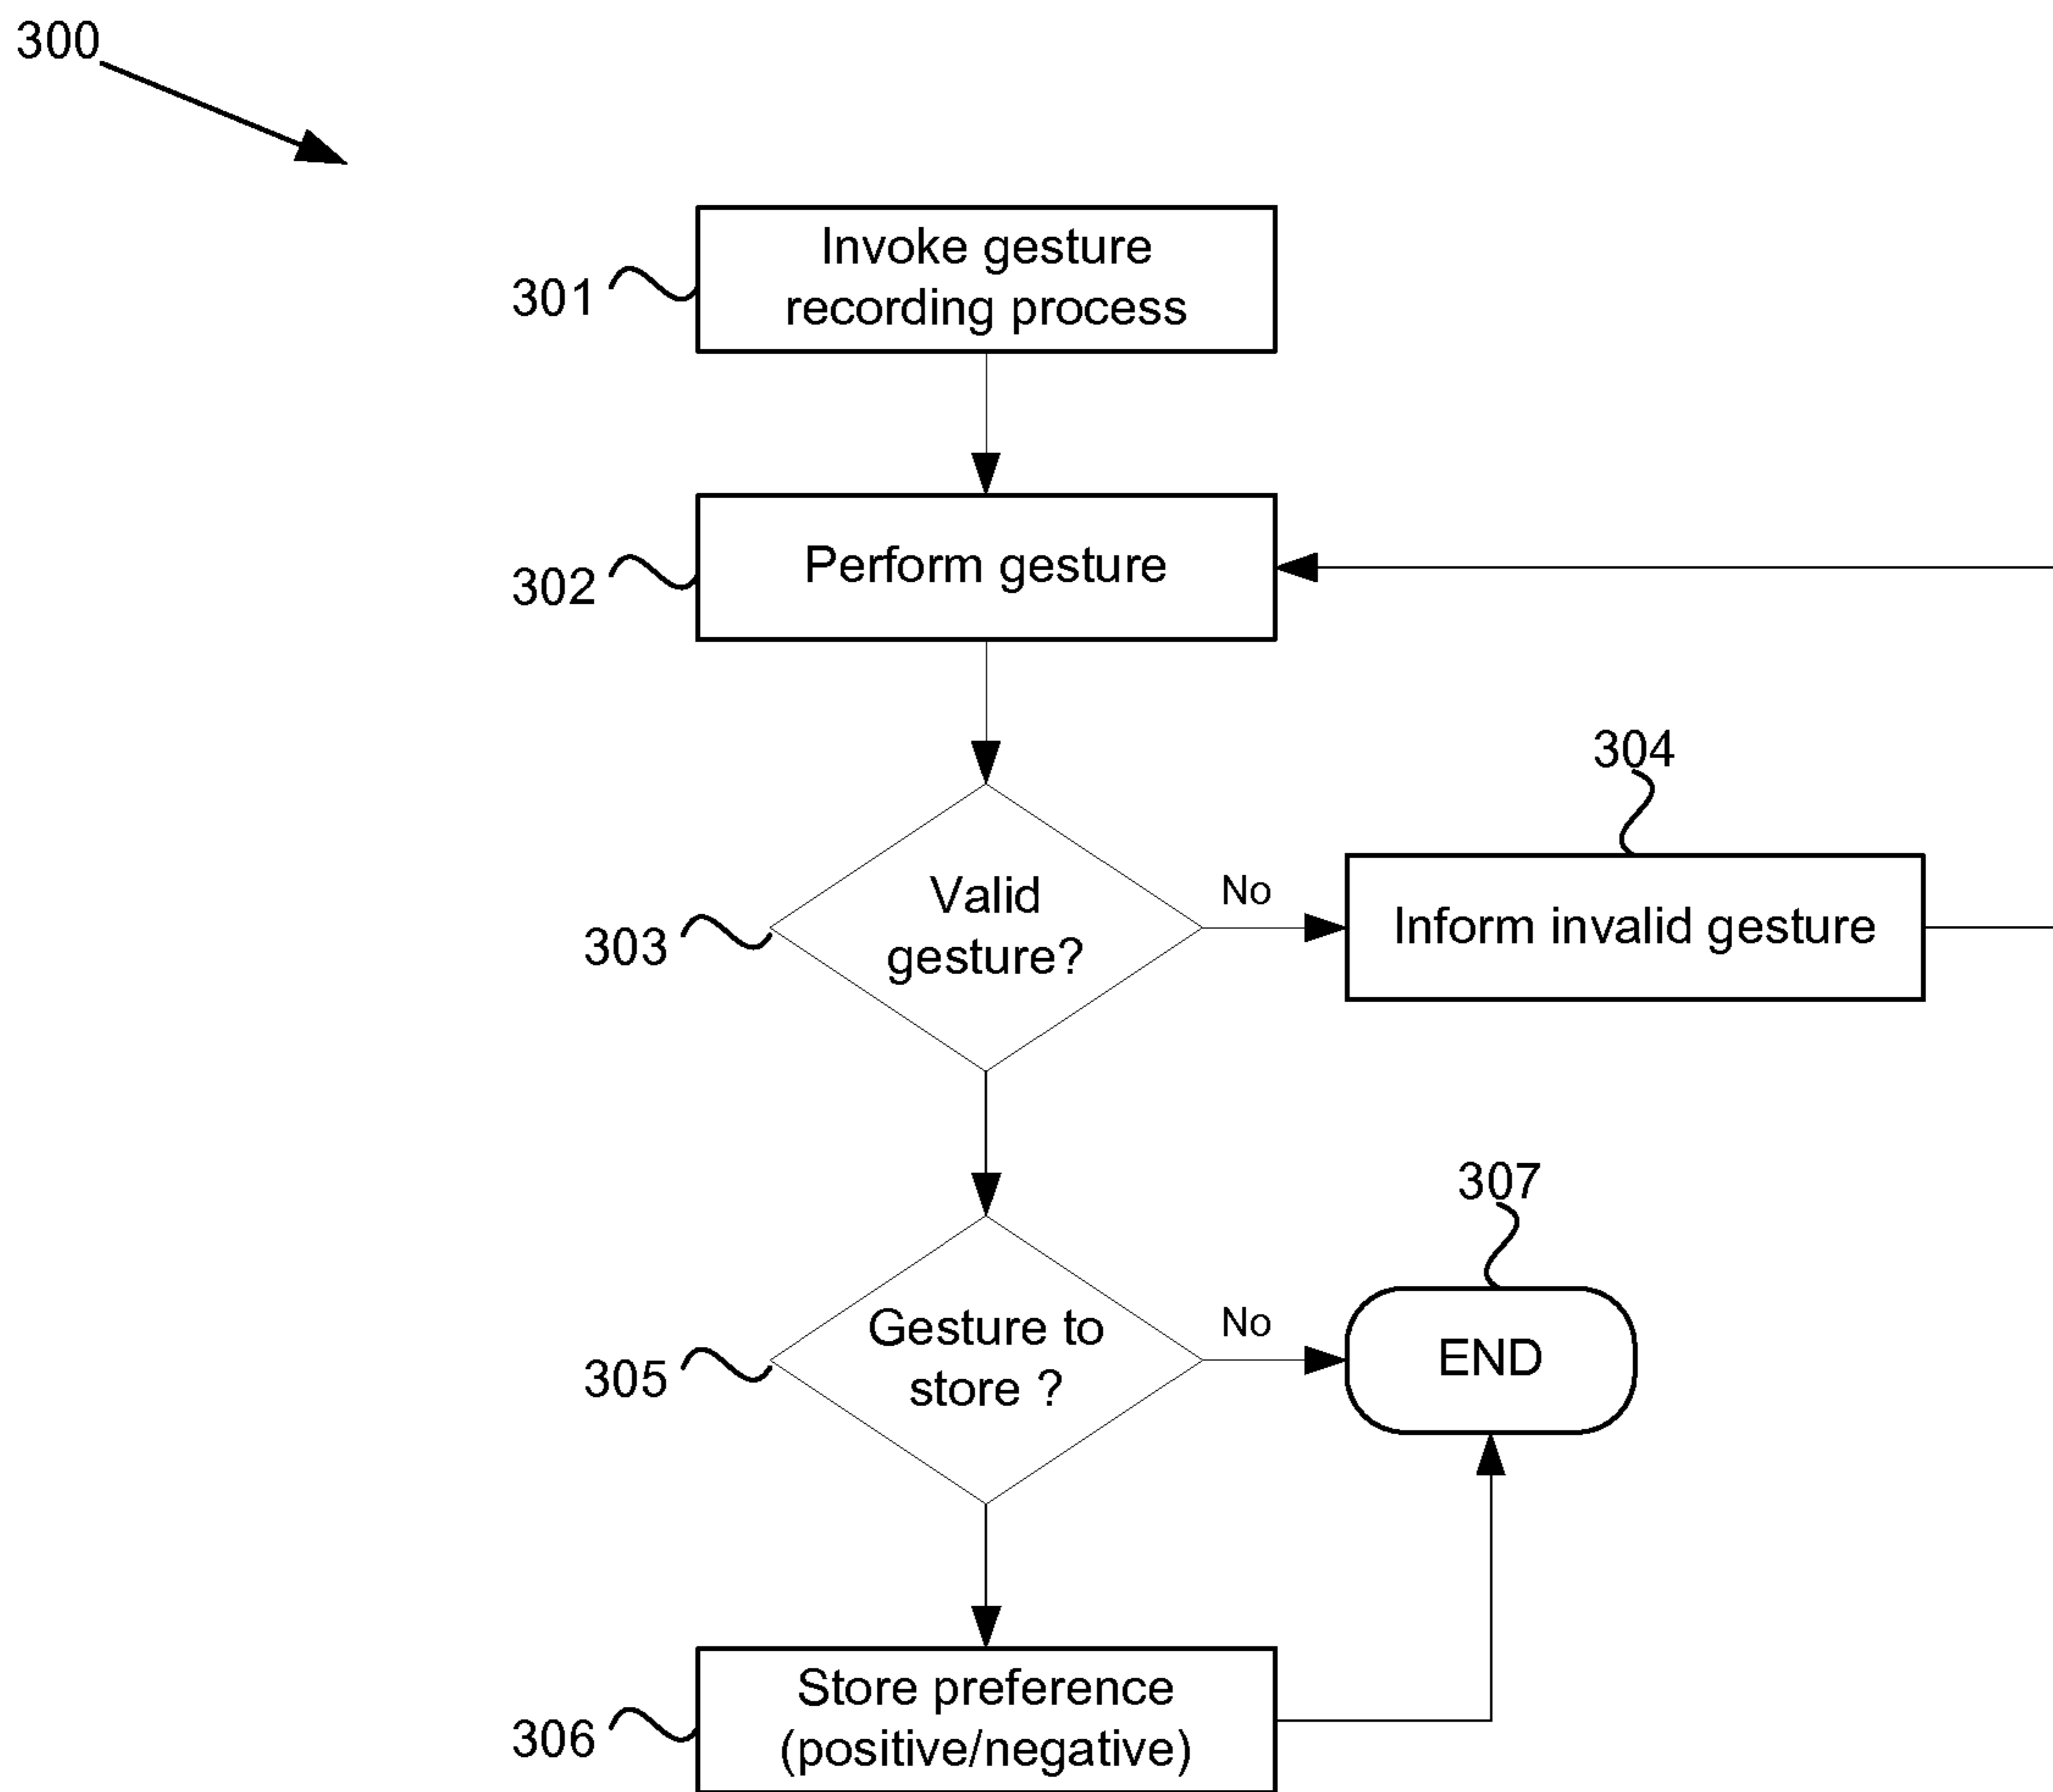 300
301
Invoke gesture
recording process
302
Perform gesture
304
303
Valid
gesture?
No
Inform invalid gesture
307
305
Gesture to
store ?
No
END
306
Store preference
(positive/negative)